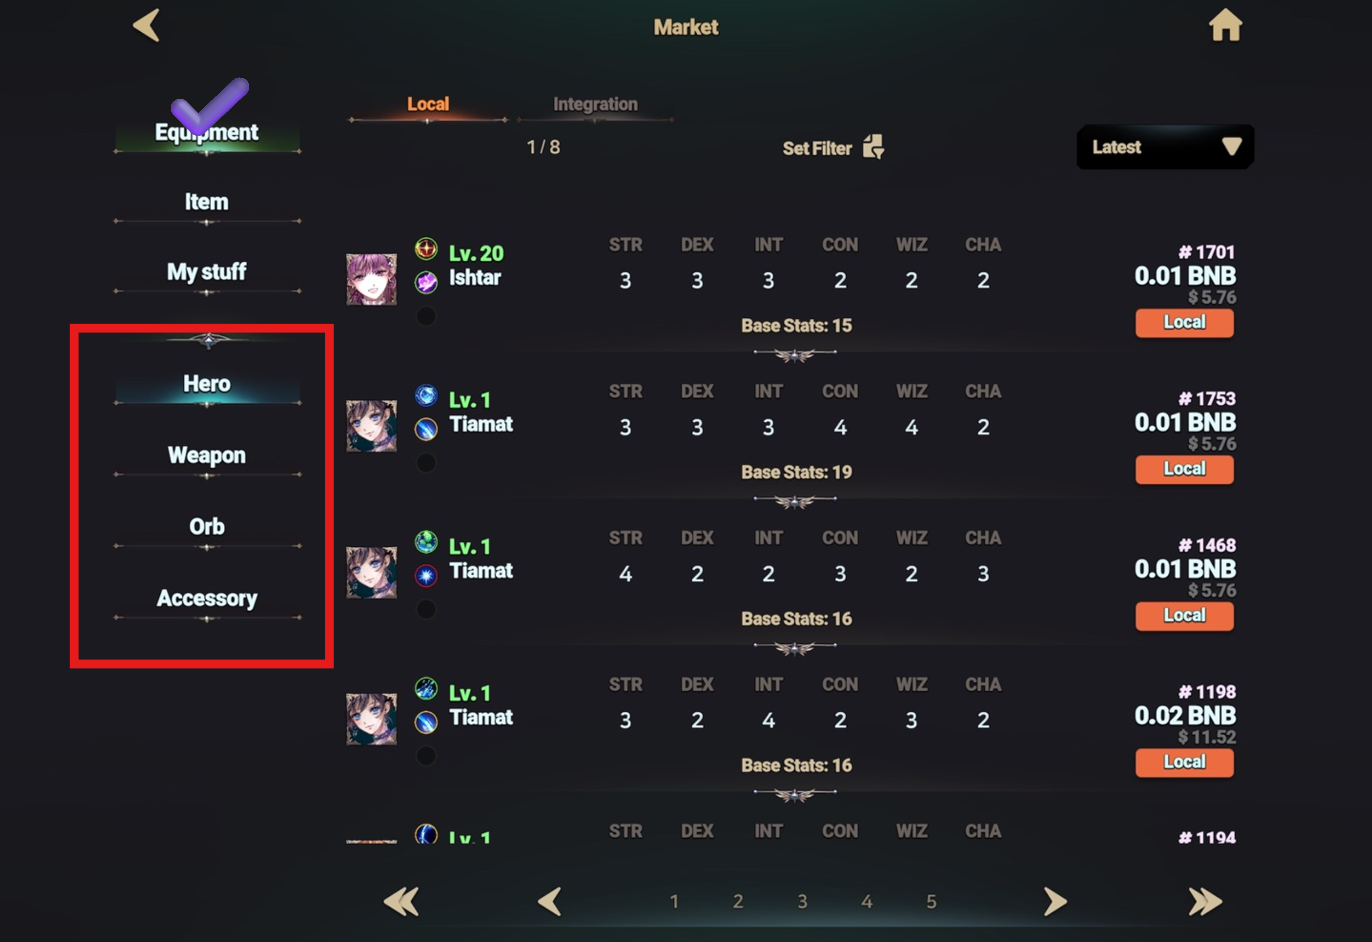 Market
Equipment
Item
My stuff
Hero
Weapon
Orb
Accessory
Local Integration
1 / 8 Set Filter Latest
Lv. 20
Ishtar
STR DEX INT CON WIZ CHA
3 3 3 2 2 2
Base Stats: 15
# 1701
0.01 BNB
$ 5.76
Local
Lv. 1
Tiamat
STR DEX INT CON WIZ CHA
3 3 3 4 4 2
Base Stats: 19
# 1753
0.01 BNB
$ 5.76
Local
Lv. 1
Tiamat
STR DEX INT CON WIZ CHA
4 2 2 3 2 3
Base Stats: 16
# 1468
0.01 BNB
$ 5.76
Local
Lv. 1
Tiamat
STR DEX INT CON WIZ CHA
3 2 4 2 3 2
Base Stats: 16
# 1198
0.02 BNB
$ 11.52
Local
Lv. 1
STR DEX INT CON WIZ CHA
# 1194
1 2 3 4 5